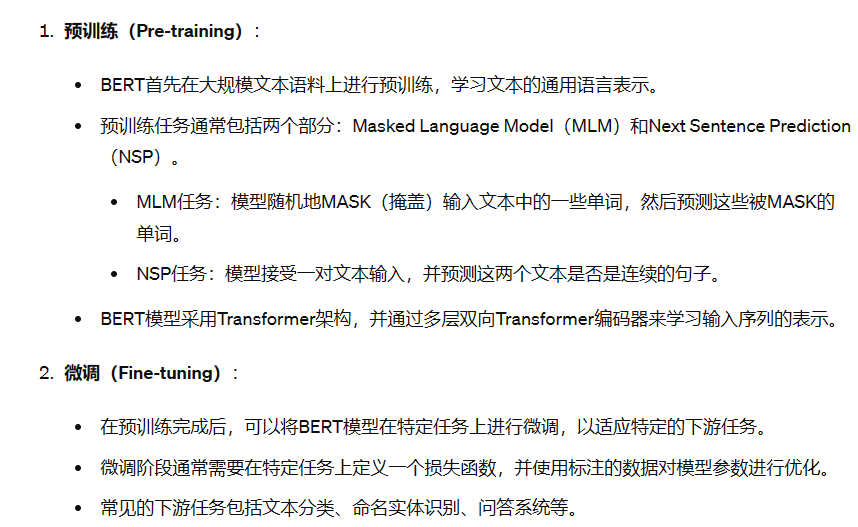 1. 预训练（Pre-training）：
• BERT首先在大规模文本语料上进行预训练，学习文本的通用语言表示。
• 预训练任务通常包括两个部分：Masked Language Model（MLM）和Next Sentence Prediction
（NSP）。
• MLM任务：模型随机地MASK（掩盖）输入文本中的一些单词，然后预测这些被MASK的
单词。
• NSP任务：模型接受一对文本输入，并预测这两个文本是否是连续的句子。
• BERT模型采用Transformer架构，并通过多层双向Transformer编码器来学习输入序列的表示。
2. 微调（Fine-tuning）：
• 在预训练完成后，可以将BERT模型在特定任务上进行微调，以适应特定的下游任务。
• 微调阶段通常需要在特定任务上定义一个损失函数，并使用标注的数据对模型参数进行优化。
• 常见的下游任务包括文本分类、命名实体识别、问答系统等。